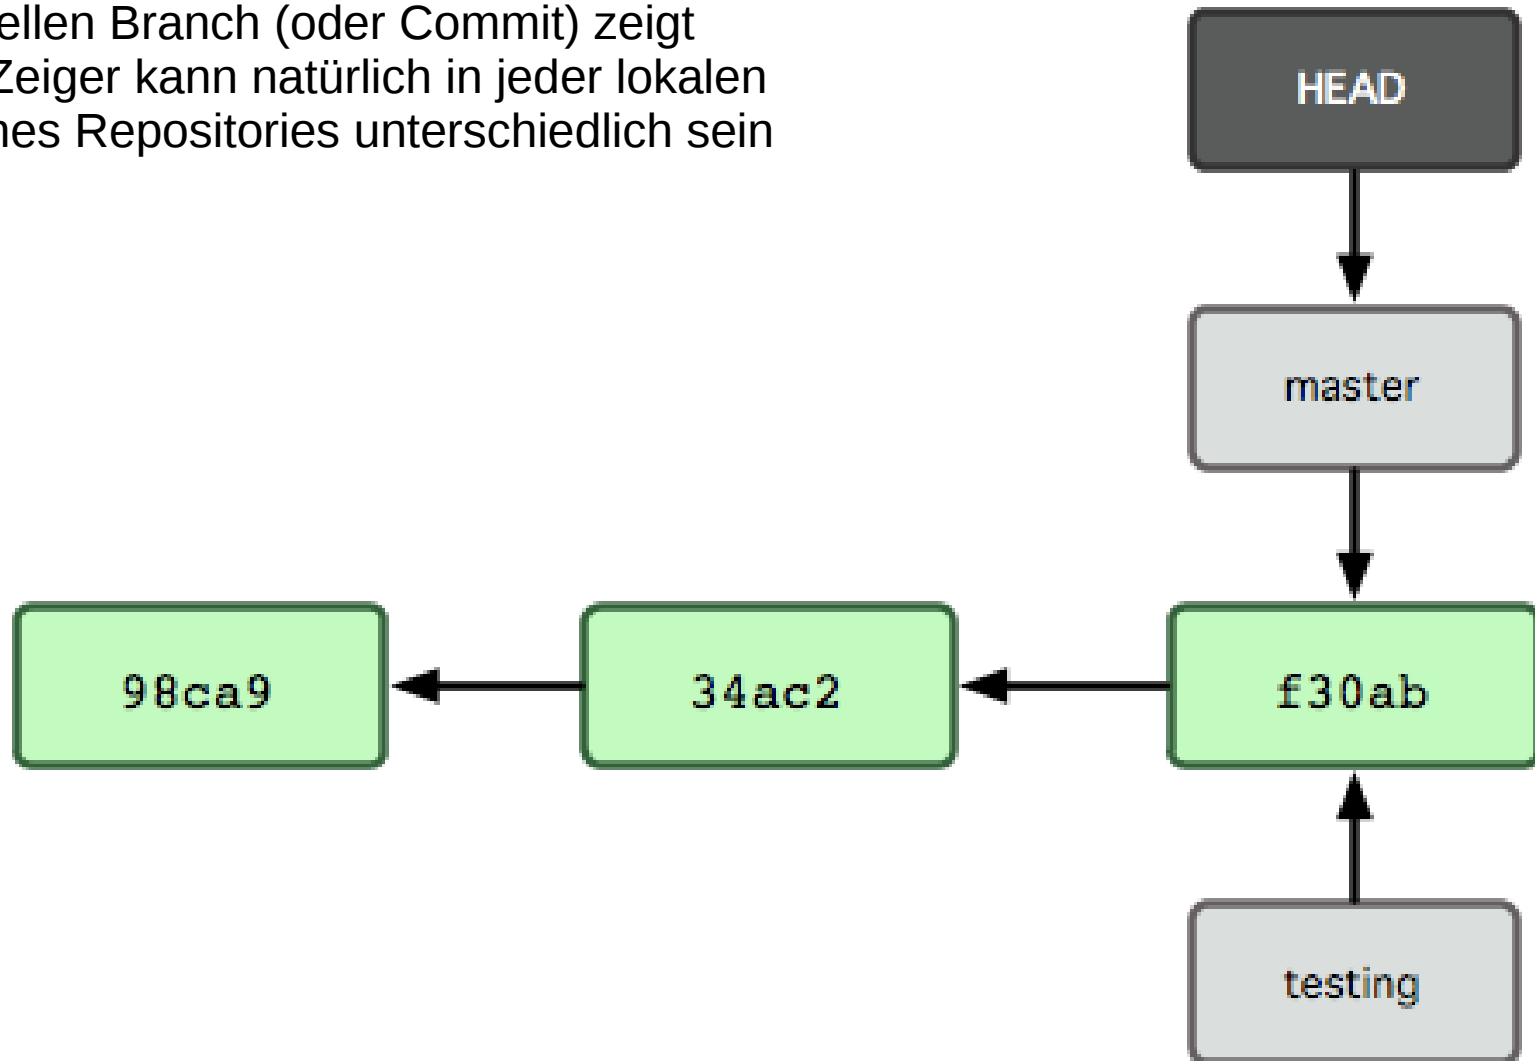 ellen Branch (oder Commit) zeigt
Zeiger kann natürlich in jeder lokalen
nes Repositories unterschiedlich sein
HEAD
master
98ca9
34ac2
f30ab
testing